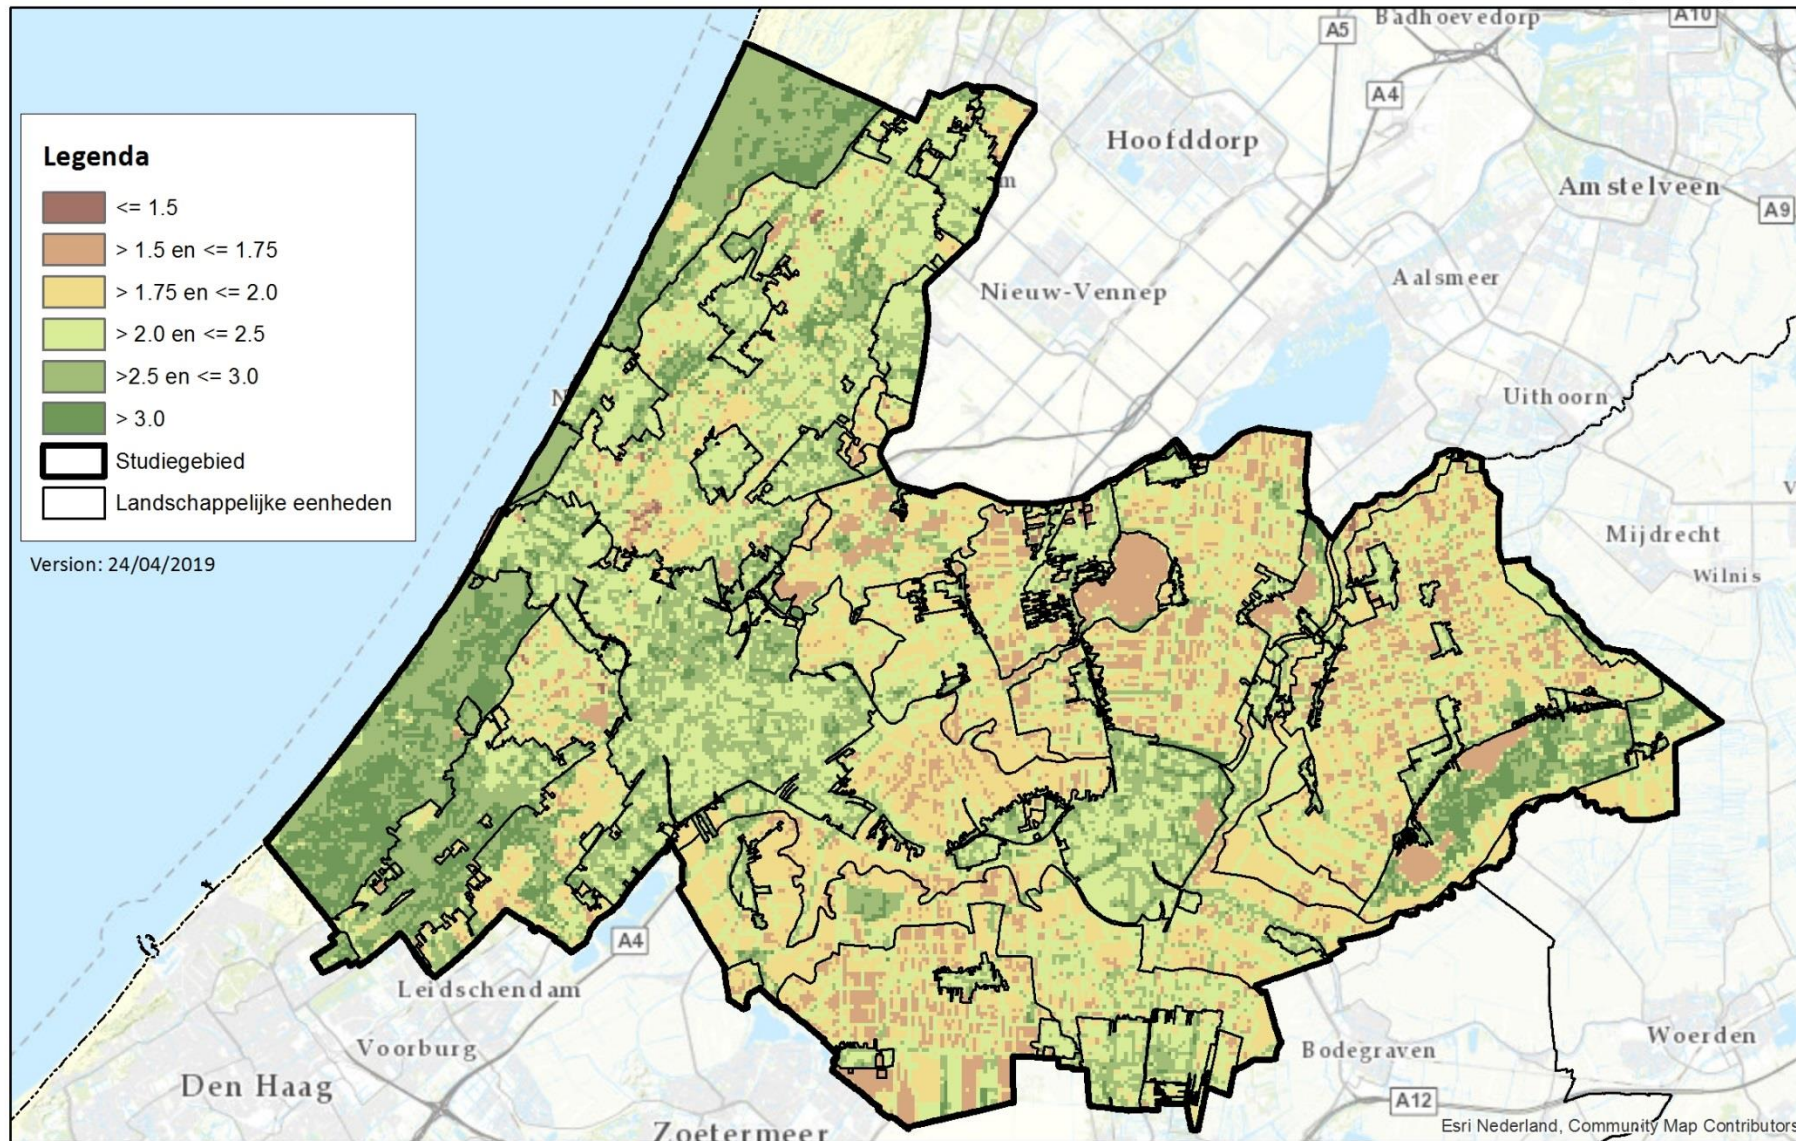 Badhoevedorp
A10
A5
A4
Hoofddorp
Amstelveen
A9
Legenda
<= 1.5
> 1.5 en <= 1.75
> 1.75 en <= 2.0
> 2.0 en <= 2.5
>2.5 en <= 3.0
> 3.0
Studiegebied
Landschappelijke eenheden
Version: 24/04/2019
m
Aalsmeer
Nieuw-Vennep
N
Uithoorn
V
Mijdrecht
Wilnis
A4
Leidschendam
Voorburg
Den Haag
Zoetermeer
Bodegraven
Woerden
A12
Esri Nederland, Community Map Contributors